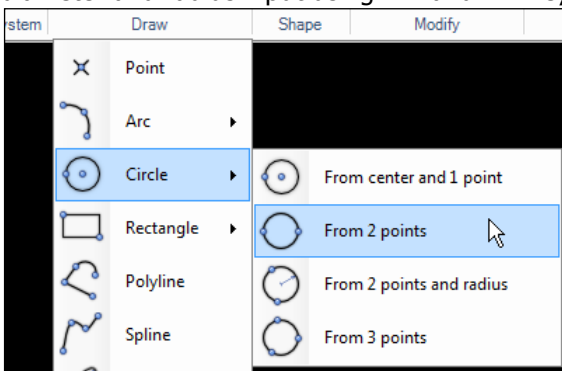 stem Draw Shape Modify
Point
Arc
Circle
From center and 1 point
Rectangle
From 2 points
Polyline
From 2 points and radius
Spline
From 3 points